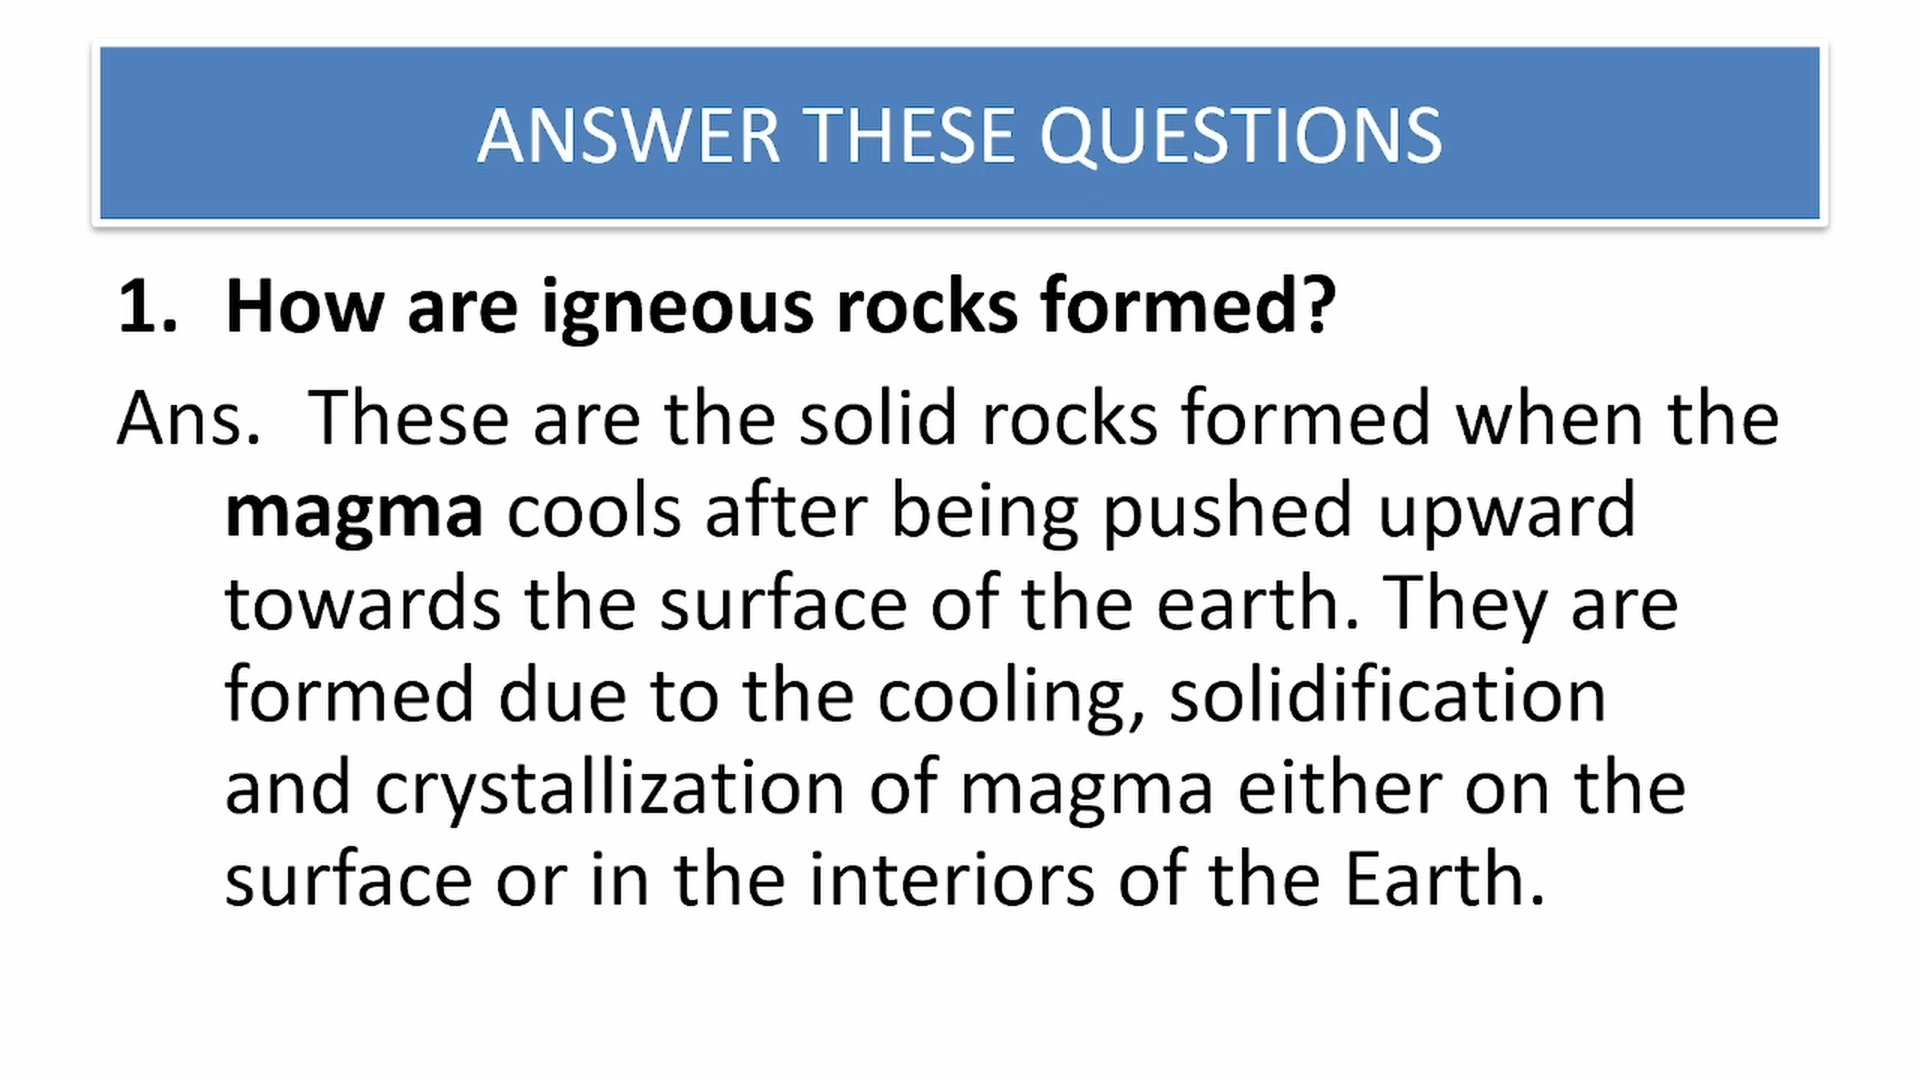 ANSWER THESE QUESTIONS
1. How are igneous rocks formed?
Ans. These are the solid rocks formed when the
magma cools after being pushed upward
towards the surface of the earth. They are
formed due to the cooling, solidification
and crystallization of magma either on the
surface or in the interiors of the Earth.